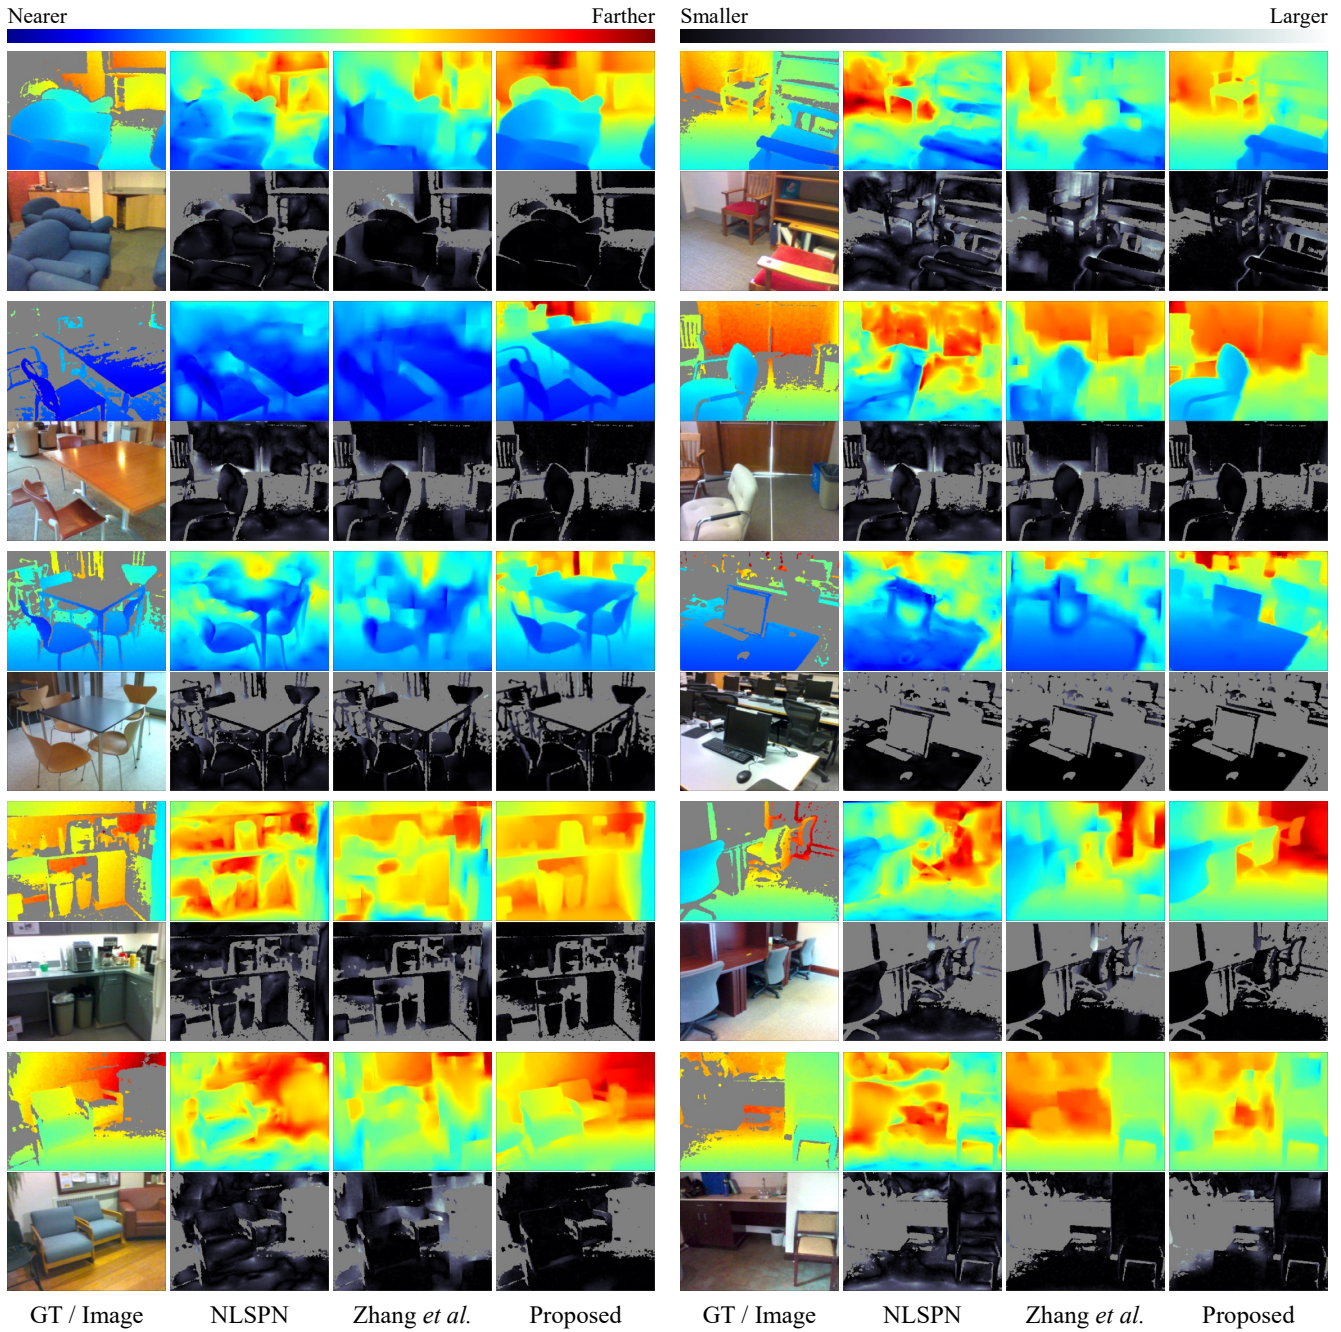 Nearer Farther Smaller Larger
GT / Image NLSPN Zhang et al. Proposed GT / Image NLSPN Zhang et al. Proposed